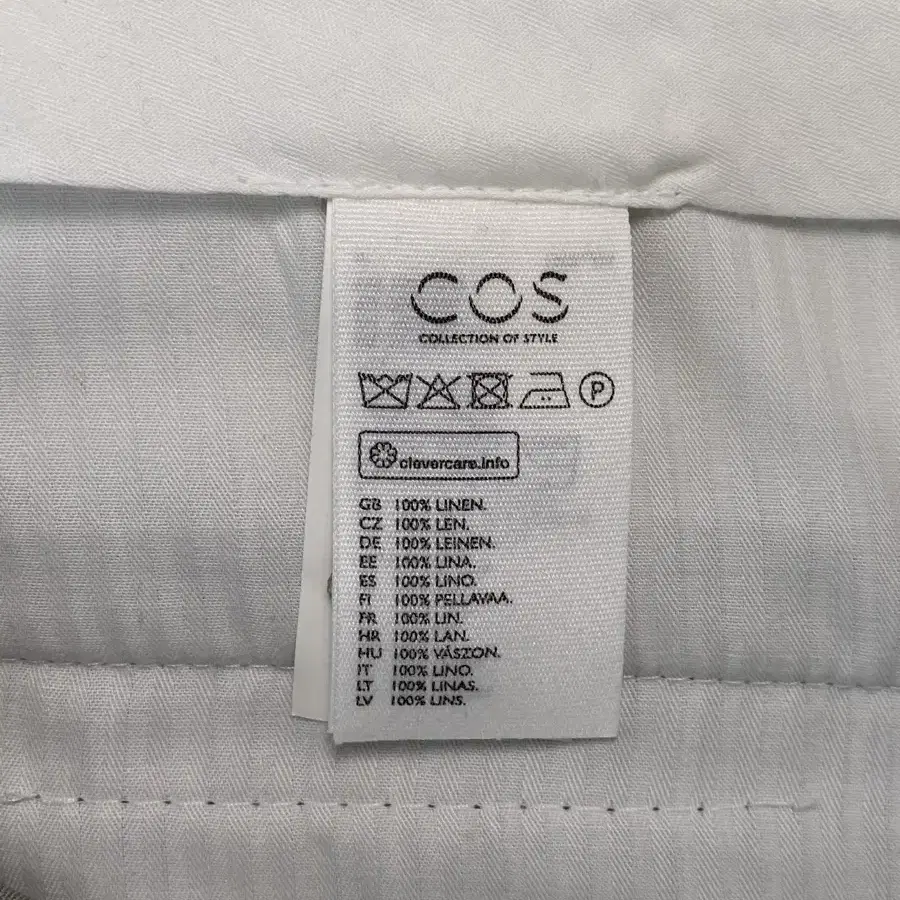 COS
COLLECTION OF STYLE
P
clevercare.info
GB 100% LINEN.
CZ 100% LEN.
DE 100% LEINEN.
EE 100% LINA.
ES 100% LINO.
FI 100% PELLAVAA.
FR 100% LIN.
HR 100% LAN.
HU 100% VÁSZON.
IT 100% LINO.
LT 100% LINAS.
LV 100% LINS.